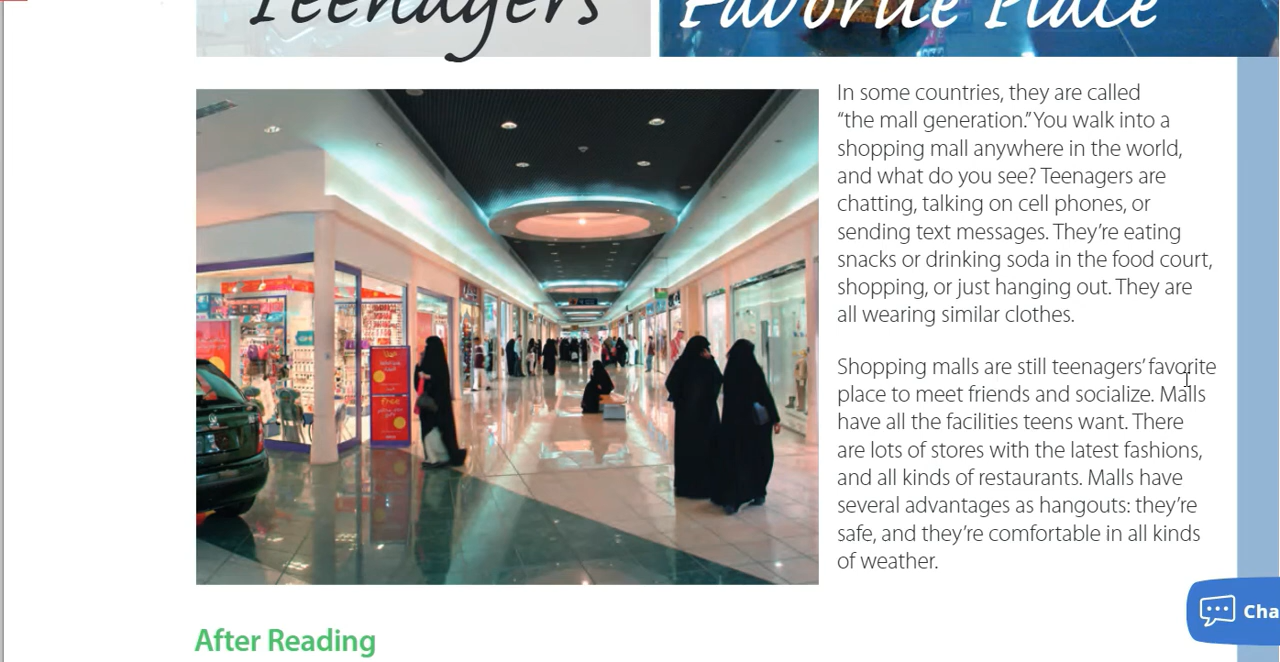 Teenagers
Favorite Place
In some countries, they are called
“the mall generation.” You walk into a
shopping mall anywhere in the world,
and what do you see? Teenagers are
chatting, talking on cell phones, or
sending text messages. They’re eating
snacks or drinking soda in the food court,
shopping, or just hanging out. They are
all wearing similar clothes.
Shopping malls are still teenagers’ favorite
place to meet friends and socialize. Malls
have all the facilities teens want. There
are lots of stores with the latest fashions,
and all kinds of restaurants. Malls have
several advantages as hangouts: they’re
safe, and they’re comfortable in all kinds
of weather.
free
Cha
After Reading